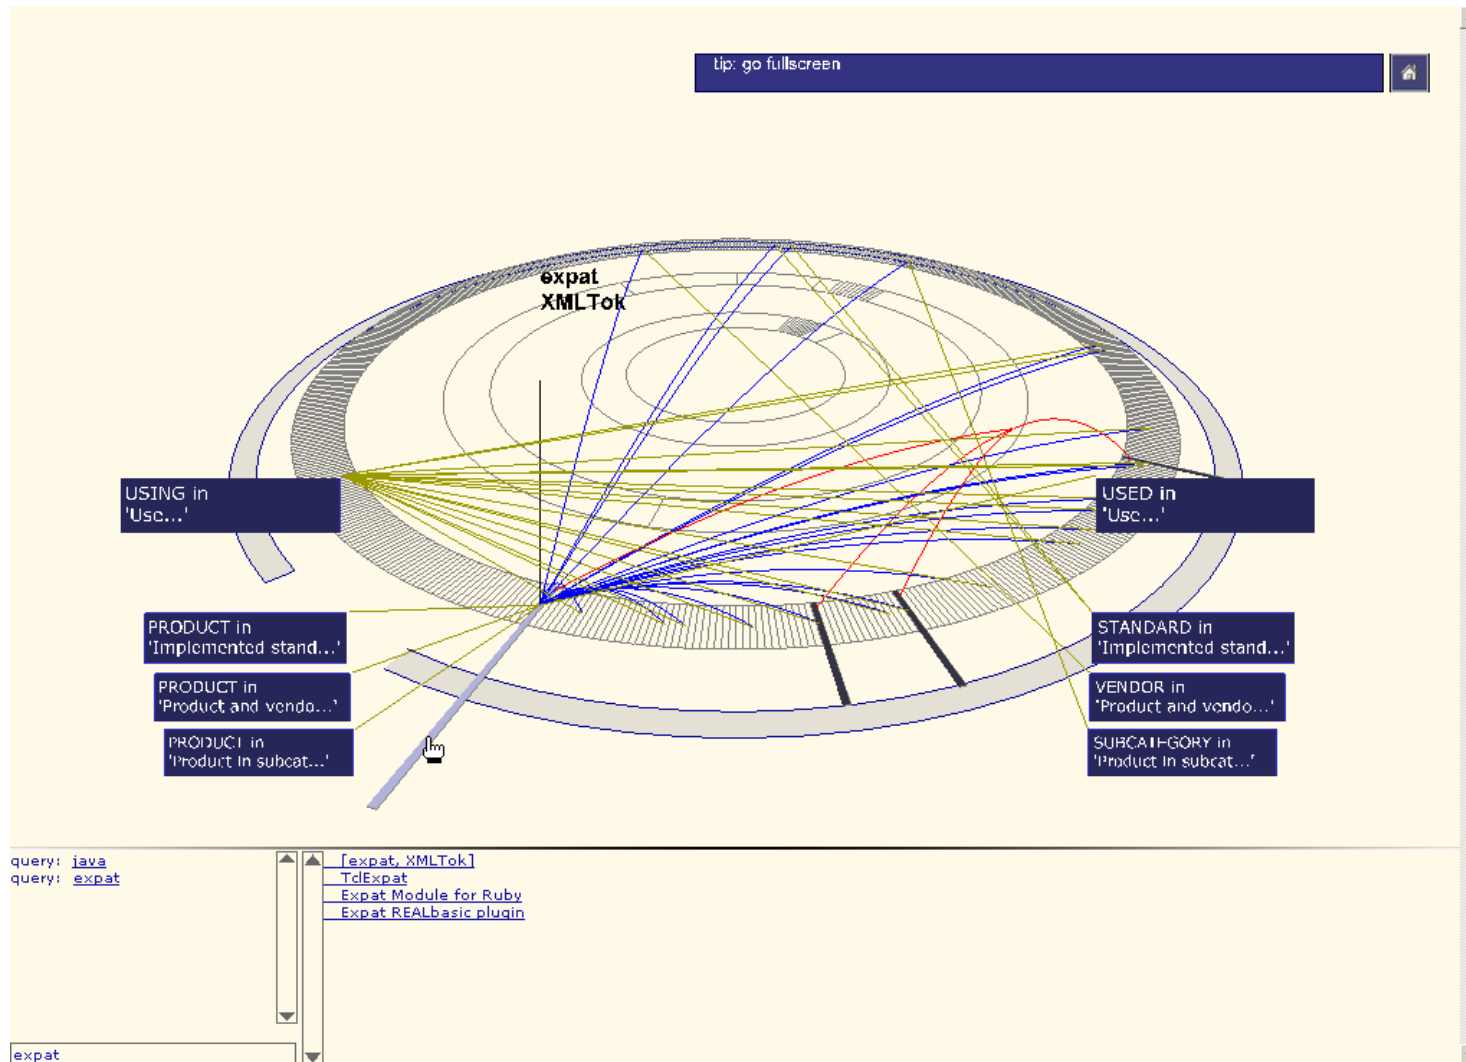 tip: go fullscreen
expat
XMLTok
USING in
'Use...'
USED in
'Use...'
PRODUCT in
'Implemented stand...'
STANDARD in
'Implemented stand...'
PRODUCT in
'Product and vendo...'
VENDOR in
'Product and vendo...'
PRODUCT in
'Product in subcat...'
SUBCATEGORY in
'Product in subcat...'
query: java
query: expat
[expat, XMLTok]
TclExpat
Expat Module for Ruby
Expat REALbasic plugin
expat